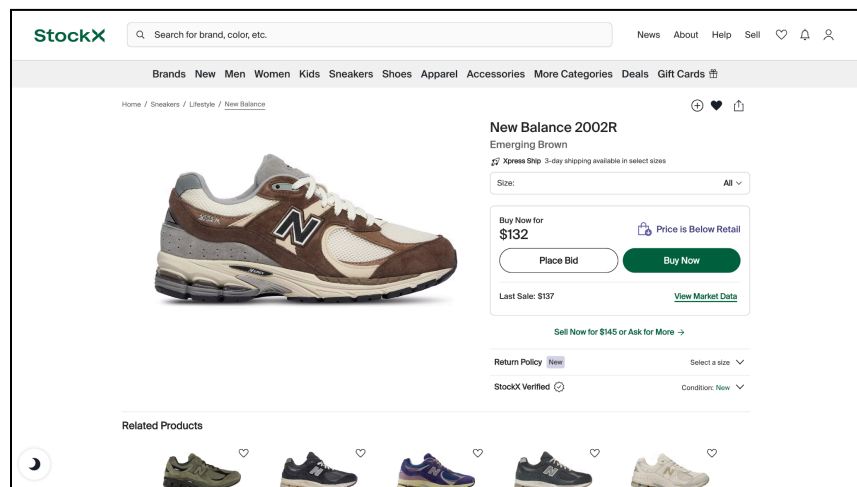 StockX
Search for brand, color, etc.
News About Help Sell
Brands New Men Women Kids Sneakers Shoes Apparel Accessories More Categories Deals Gift Cards
Home / Sneakers / Lifestyle / New Balance
New Balance 2002R
Emerging Brown
Xpress Ship 3-day shipping available in select sizes
Size: All
Buy Now for
$132
Price is Below Retail
Place Bid Buy Now
Last Sale: $137 View Market Data
Sell Now for $145 or Ask for More →
Return Policy New Select a size
StockX Verified Condition: New
Related Products